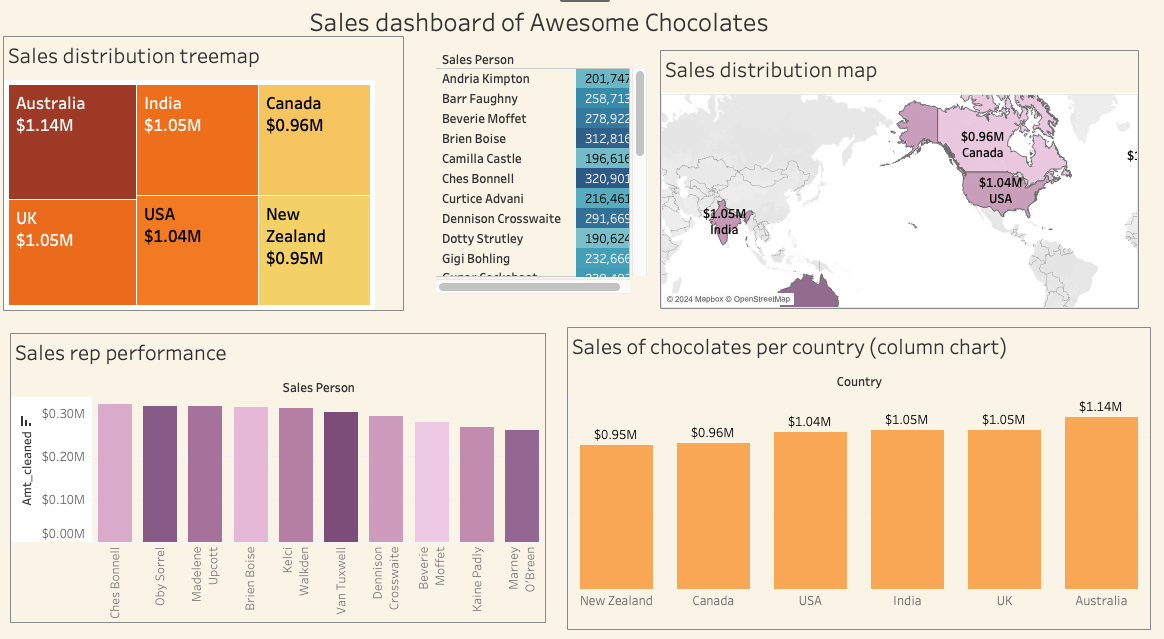 Sales dashboard of Awesome Chocolates
Sales distribution treemap
Australia
$1.14M
India
$1.05M
Canada
$0.96M
UK
$1.05M
USA
$1.04M
New
Zealand
$0.95M
Sales Person
Andria Kimpton 201,747
Barr Faughny 258,713
Beverie Moffet 278,922
Brien Boise 312,816
Camilla Castle 196,616
Ches Bonnell 320,901
Curtice Advani 216,461
Dennison Crosswaite 291,669
Dotty Strutley 190,624
Gigi Bohling 232,666
Sales distribution map
$0.96M
Canada
$1.04M
USA
$1.05M
India
© 2024 Mapbox © OpenStreetMap
Sales rep performance
Sales Person
Amt_cleaned
$0.30M
$0.20M
$0.10M
$0.00M
Ches Bonnell
Oby Sorrel
Madelene
Upcott
Brien Boise
Kelci
Walkden
Van Tuxwell
Dennison
Crosswaite
Beverie
Moffet
Kaine Padly
Marney
O'Breen
Sales of chocolates per country (column chart)
Country
$0.95M
$0.96M
$1.04M
$1.05M
$1.05M
$1.14M
New Zealand
Canada
USA
India
UK
Australia